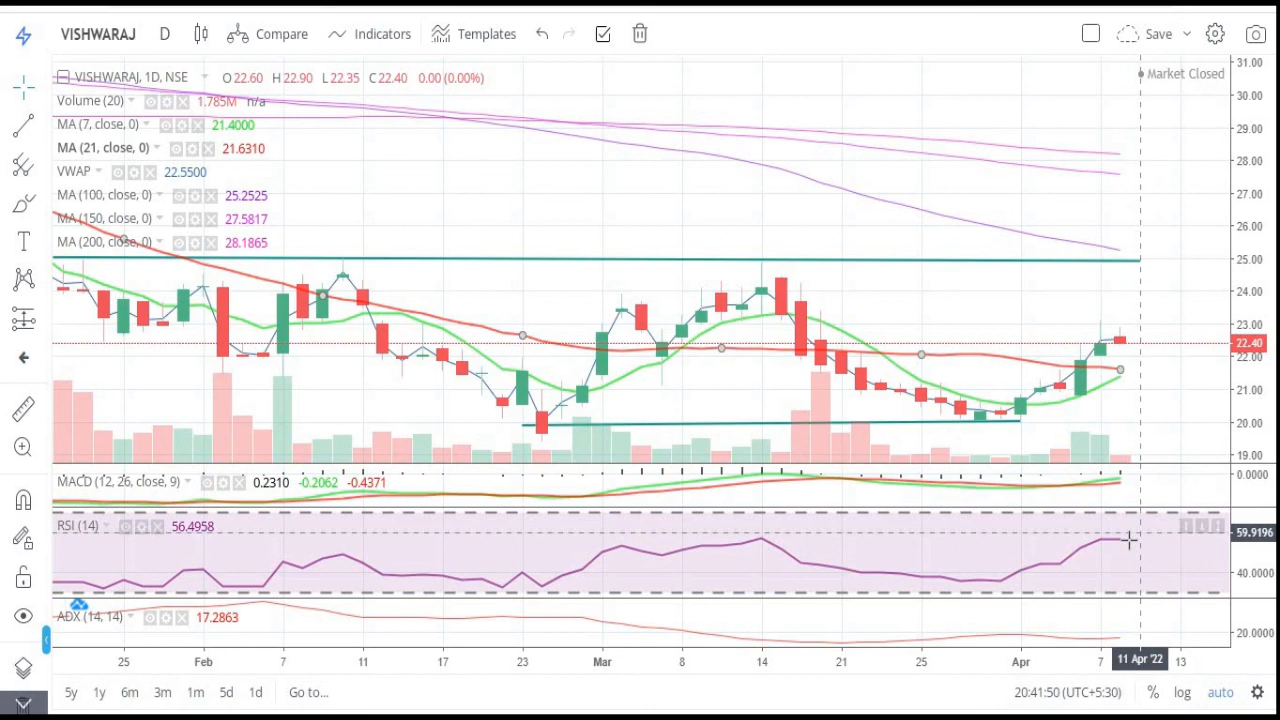 VISHWARAJ D Compare Indicators Templates Save
VISHWARAJ, 1D, NSE O22.60 H22.90 L22.35 C22.40 0.00 (0.00%)
Market Closed
Volume (20) 1.785M n/a
MA (7, close, 0) 21.4000
MA (21, close, 0) 21.6310
VWAP 22.5500
MA (100, close, 0) 25.2525
MA (150, close, 0) 27.5817
MA (200, close, 0) 28.1865
31.00
30.00
29.00
28.00
27.00
26.00
25.00
24.00
23.00
22.40
22.00
21.00
20.00
19.00
MACD (12, 26, close, 9) 0.2310 -0.2062 -0.4371
0.0000
RSI (14) 56.4958
59.9196
40.0000
ADX (14, 14) 17.2863
20.0000
25 Feb 7 11 17 23 Mar 8 14 21 25 Apr 7 11 Apr '22 13
5y 1y 6m 3m 1m 5d 1d Go to... 20:41:50 (UTC+5:30) % log auto